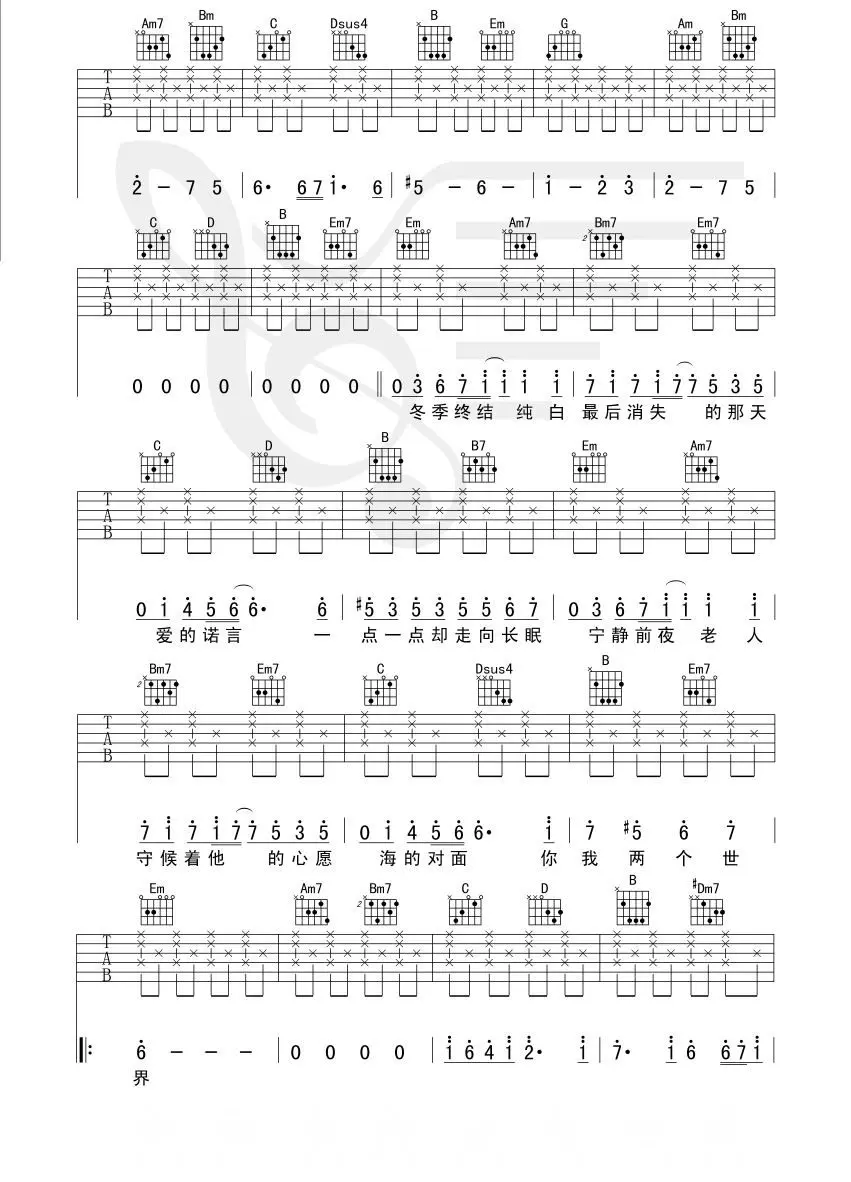 Am7 Bm C Dsus4 B Em G Am Bm
T
A
B
2 - 7 5 | 6· 6 7 1· 6 | #5 - 6 - | 1 - 2 3 | 2 - 7 5
C D B Em7 Em Am7 Bm7 Em7
2
T
A
B
0 0 0 0 | 0 0 0 0 || 0 3 6 7 1 1 1 1 | 7 1 7 1 7 7 5 3 5
冬季终结 纯白 最后消失 的那天
C D B B7 Em Am7
T
A
B
0 1 4 5 6 6· 6 | #5 3 5 3 5 5 6 7 | 0 3 6 7 1 1 1 1
爱的诺言 一 点一点却走向长眠 宁静前夜 老人
Bm7 Em7 C Dsus4 B Em7
2
T
A
B
7 1 7 1 7 7 5 3 5 | 0 1 4 5 6 6· 1 | 7 #5 6 7
守候着他 的心愿 海的对面 你 我两个世
Em Am7 Bm7 C D B #Dm7
2
T
A
B
6 - - - | 0 0 0 0 | 1 6 4 1 2· 1 | 7· 1 6 6 7 1
界